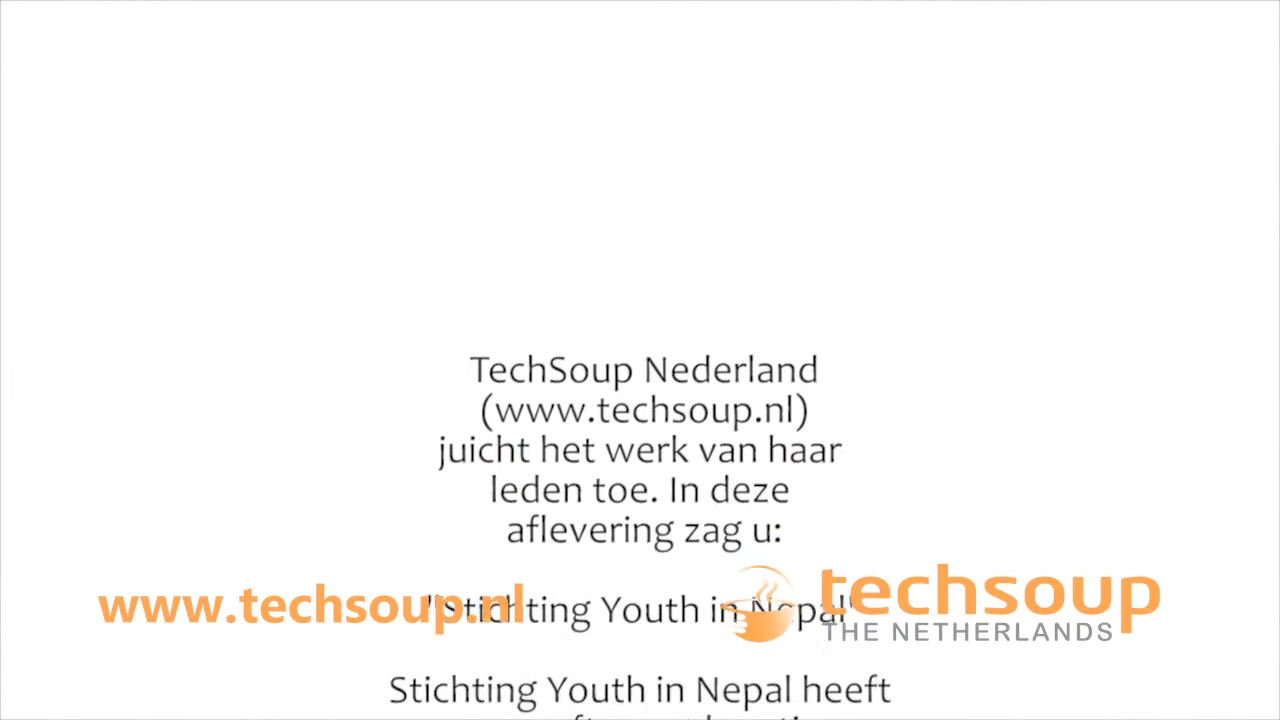 TechSoup Nederland
(www.techsoup.nl)
juicht het werk van haar
leden toe. In deze
aflevering zag u:
www.techsoup.nl
"Stichting Youth in Nepal"
techsoup
THE NETHERLANDS
Stichting Youth in Nepal heeft